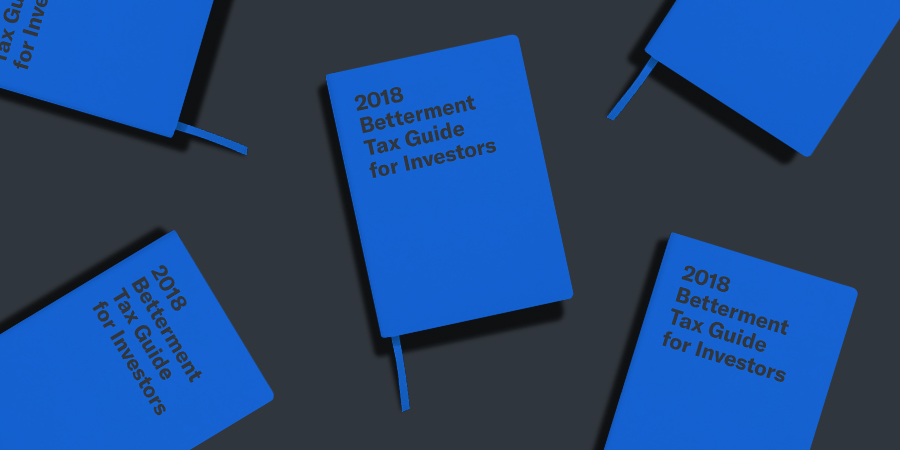 Tax Gu
for Inve
2018
Betterment
Tax Guide
for Investors
2018
Betterment
Tax Guide
for Investors
2018
Betterment
Tax Guide
for Investors